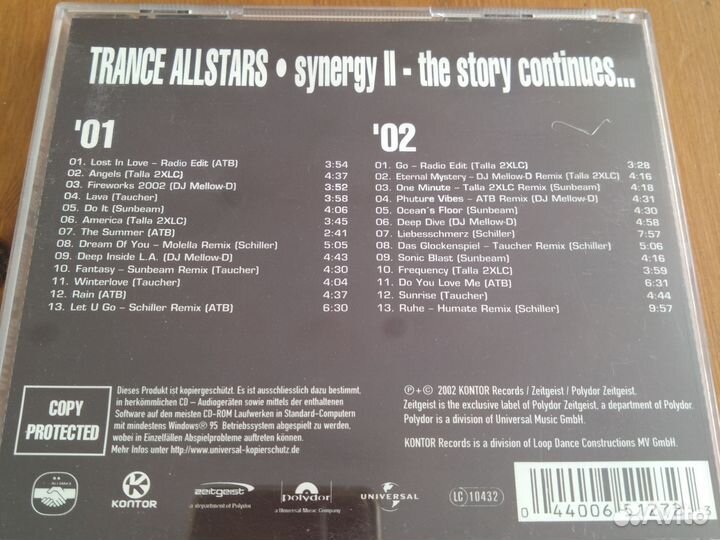 TRANCE ALLSTARS • synergy II - the story continues...
'01
01. Lost In Love – Radio Edit (ATB) 3:54
02. Angels (Talla 2XLC) 4:37
03. Fireworks 2002 (DJ Mellow-D) 3:52
04. Lava (Taucher) 3:58
05. Do It (Sunbeam) 4:06
06. America (Talla 2XLC) 3:45
07. The Summer (ATB) 2:41
08. Dream Of You – Molella Remix (Schiller) 5:05
09. Deep Inside L.A. (DJ Mellow-D) 4:43
10. Fantasy – Sunbeam Remix (Taucher) 4:30
11. Winterlove (Taucher) 4:04
12. Rain (ATB) 4:37
13. Let U Go – Schiller Remix (ATB) 6:30
'02
01. Go – Radio Edit (Talla 2XLC) 3:28
02. Eternal Mystery – DJ Mellow-D Remix (Talla 2XLC) 4:16
03. One Minute – Talla 2XLC Remix (Sunbeam) 4:18
04. Phuture Vibes – ATB Remix (DJ Mellow-D) 4:31
05. Ocean's Floor (Sunbeam) 4:30
06. Deep Dive (DJ Mellow-D) 4:58
07. Liebesschmerz (Schiller) 7:57
08. Das Glockenspiel – Taucher Remix (Schiller) 5:06
09. Sonic Blast (Sunbeam) 4:16
10. Frequency (Talla 2XLC) 3:59
11. Do You Love Me (ATB) 6:31
12. Sunrise (Taucher) 4:44
13. Ruhe – Humate Remix (Schiller) 9:57
COPY
PROTECTED
Dieses Produkt ist kopiergeschützt. Es ist ausschliesslich dazu bestimmt,
in herkömmlichen CD – Audiogeräten sowie mittels der enthaltenen
Software auf den meisten CD-ROM Laufwerken in Standard-Computern
mit mindestens Windows® 95 Betriebssystem abgespielt zu werden,
wobei in Einzelfällen Abspielprobleme auftreten können.
Mehr Infos unter http://www.universal-kopierschutz.de
℗+© 2002 KONTOR Records / Zeitgeist / Polydor Zeitgeist.
Zeitgeist is the exclusive label of Polydor Zeitgeist, a department of Polydor.
Polydor is a division of Universal Music GmbH.
KONTOR Records is a division of Loop Dance Constructions MV GmbH.
KONTOR
zeitgeist
a department of Polydor
Polydor
a Universal Music Company
UNIVERSAL
LC 10432
0 44006 51272 3
Avito